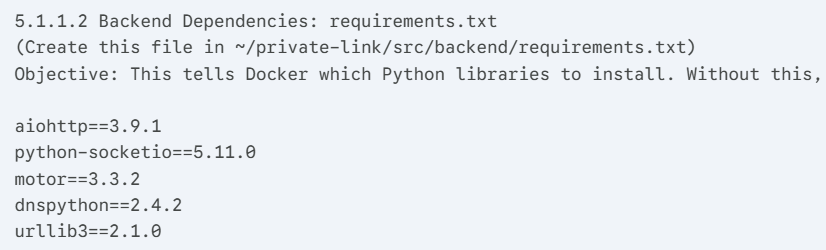 5.1.1.2 Backend Dependencies: requirements.txt
(Create this file in ~/private-link/src/backend/requirements.txt)
Objective: This tells Docker which Python libraries to install. Without this,
aiohttp==3.9.1
python-socketio==5.11.0
motor==3.3.2
dnspython==2.4.2
urllib3==2.1.0